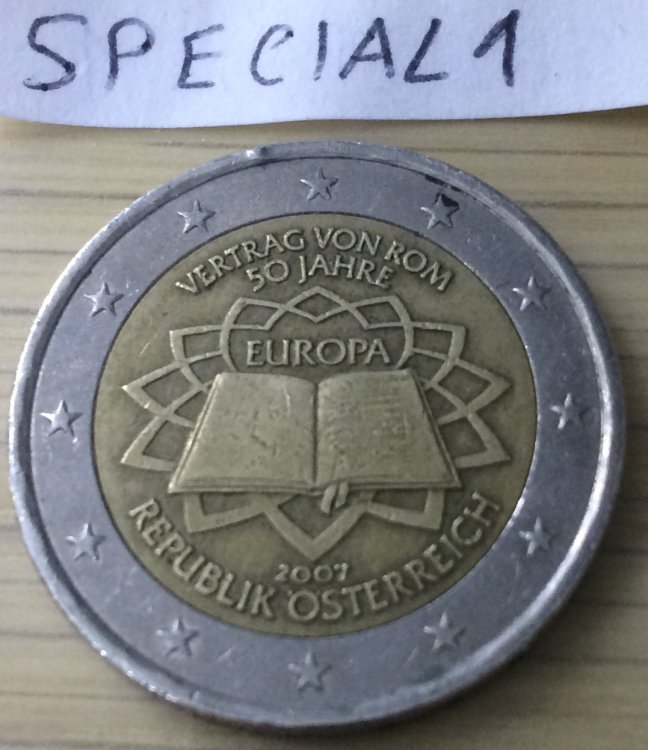 SPECIAL1
VERTRAG VON ROM
50 JAHRE
EUROPA
2007
REPUBLIK ÖSTERREICH